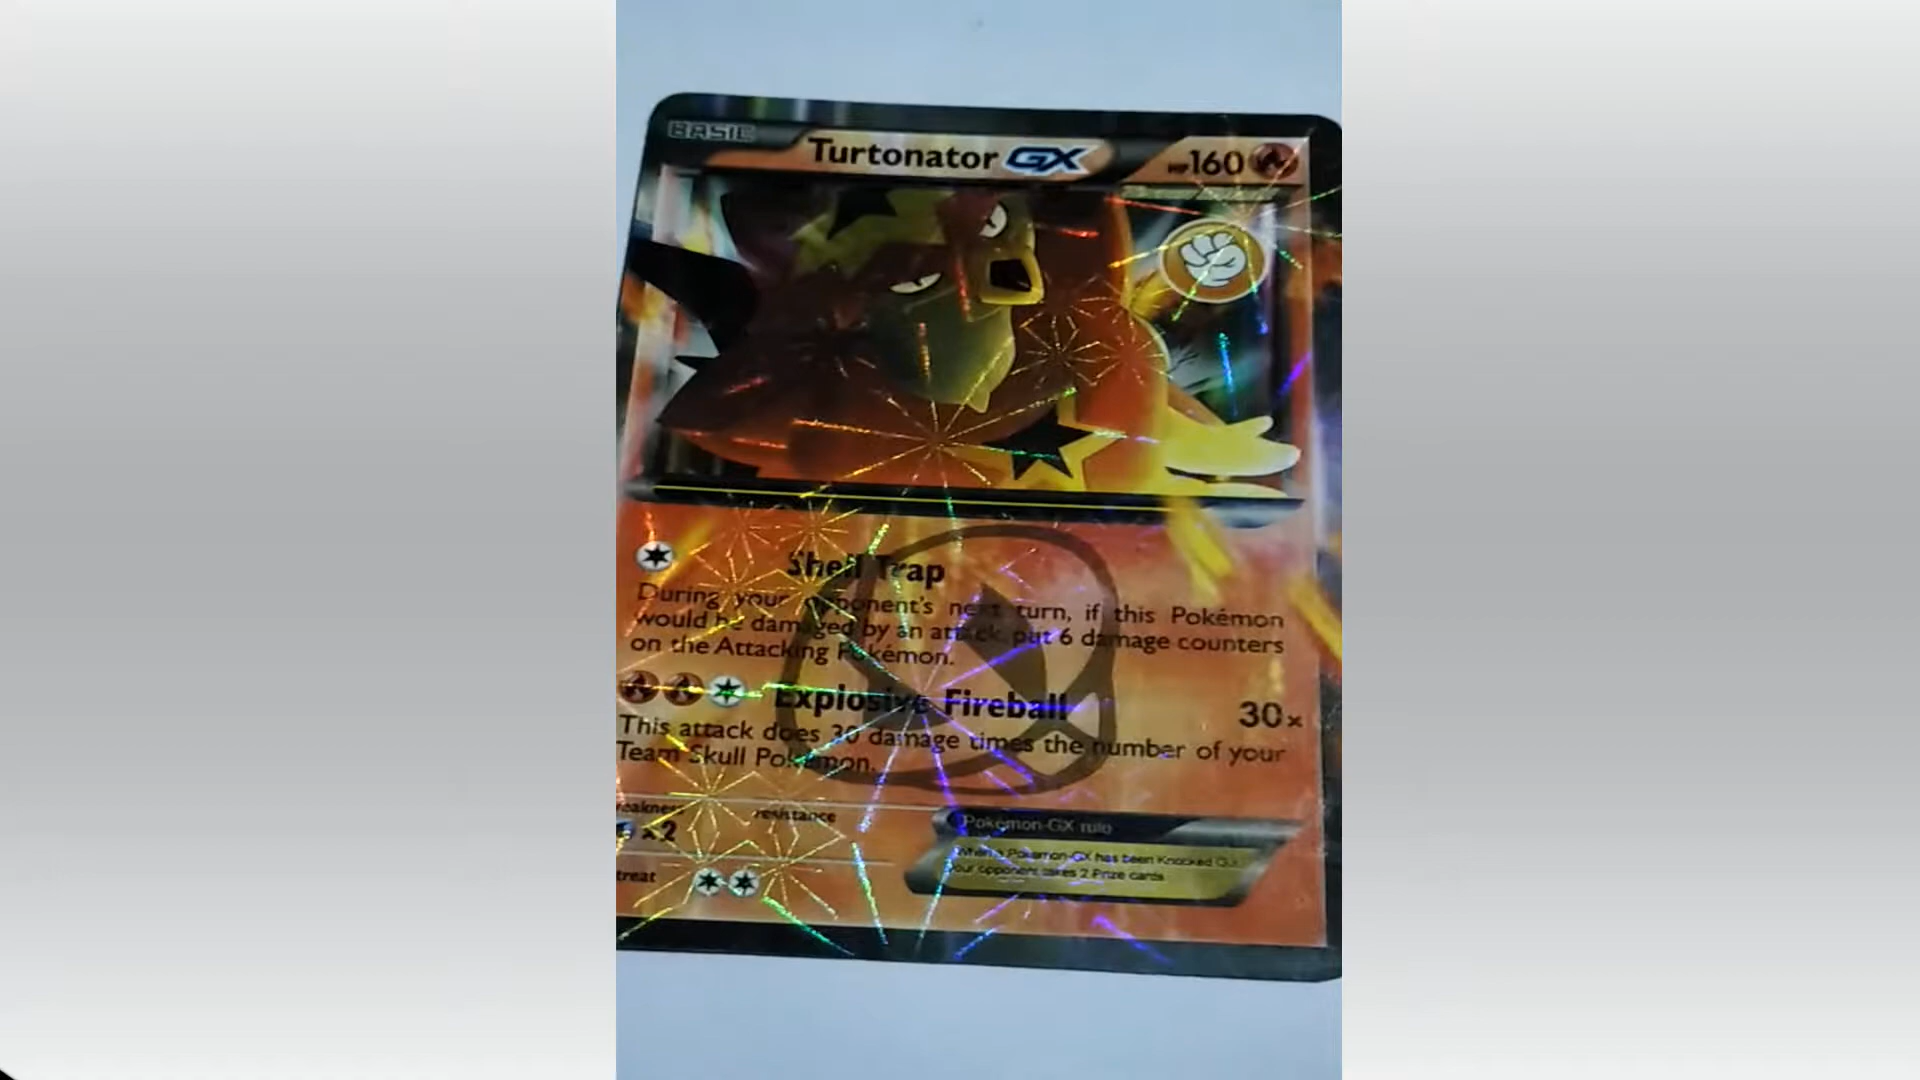 BASIC
Turtonator GX
HP160
Shell Trap
During your opponent's next turn, if this Pokémon
would be damaged by an attack, put 6 damage counters
on the Attacking Pokémon.
Explosive Fireball 30x
This attack does 30 damage times the number of your
Team Skull Pokémon.
weakness resistance
x2
Pokémon-GX rule
When a Pokémon-GX has been Knocked Out,
your opponent takes 2 Prize cards.
retreat